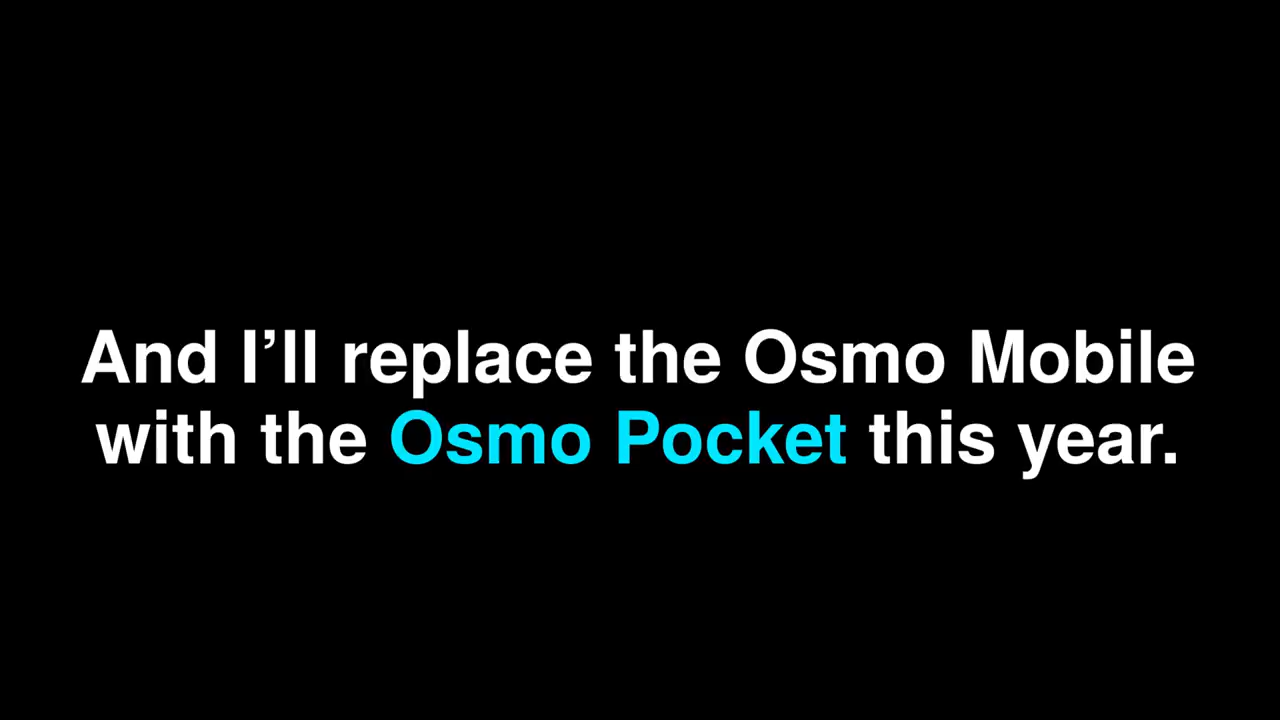 And I’ll replace the Osmo Mobile
with the Osmo Pocket this year.